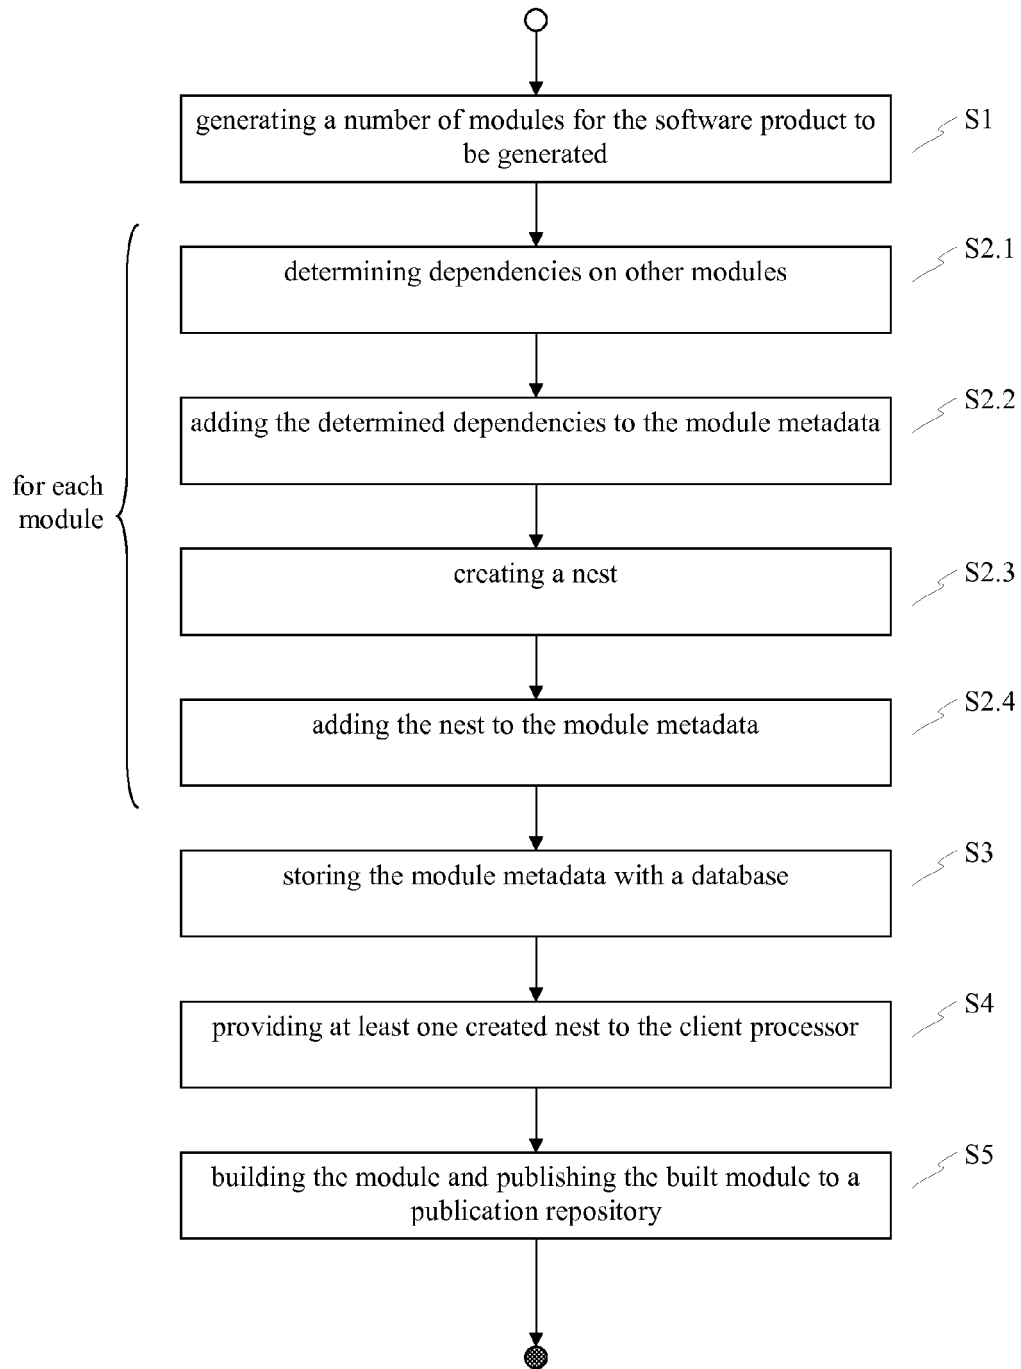 generating a number of modules for the software product to
be generated
S1
determining dependencies on other modules
S2.1
adding the determined dependencies to the module metadata
S2.2
for each
module
creating a nest
S2.3
adding the nest to the module metadata
S2.4
storing the module metadata with a database
S3
providing at least one created nest to the client processor
S4
building the module and publishing the built module to a
publication repository
S5